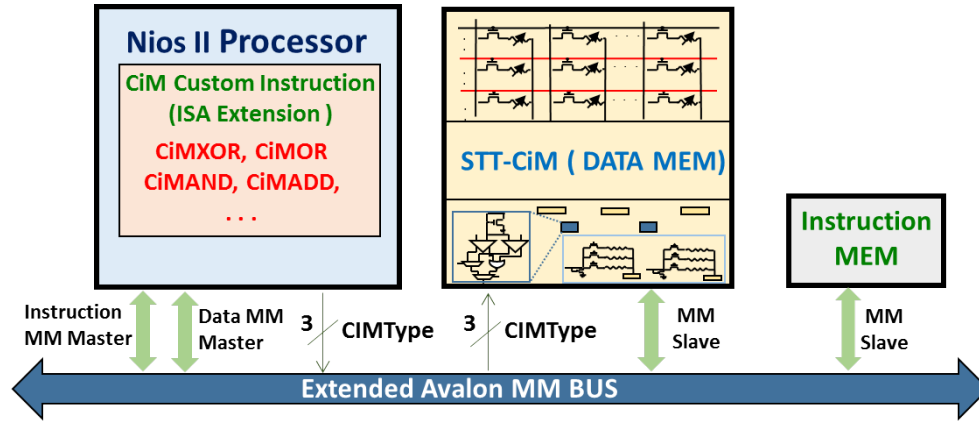 Nios II Processor
CiM Custom Instruction
(ISA Extension )
CiMXOR, CiMOR
CiMAND, CiMADD,
. . .
STT-CiM ( DATA MEM)
Instruction
MEM
Instruction
MM Master
Data MM
Master
3
CIMType
3
CIMType
MM
Slave
MM
Slave
Extended Avalon MM BUS